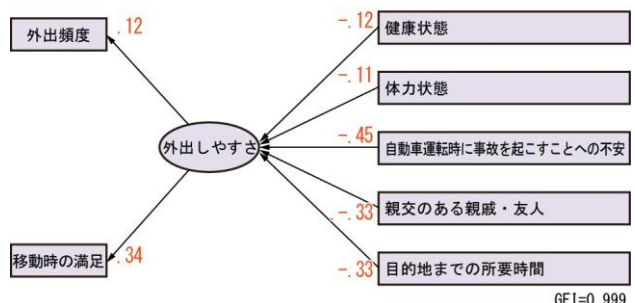 外出頻度
.12
-.12
健康状態
-.11
体力状態
外出しやすさ
-.45
自動車運転時に事故を起こすことへの不安
.-.33
親交のある親戚・友人
移動時の満足
.34
-.33
目的地までの所要時間
GFI=0.999